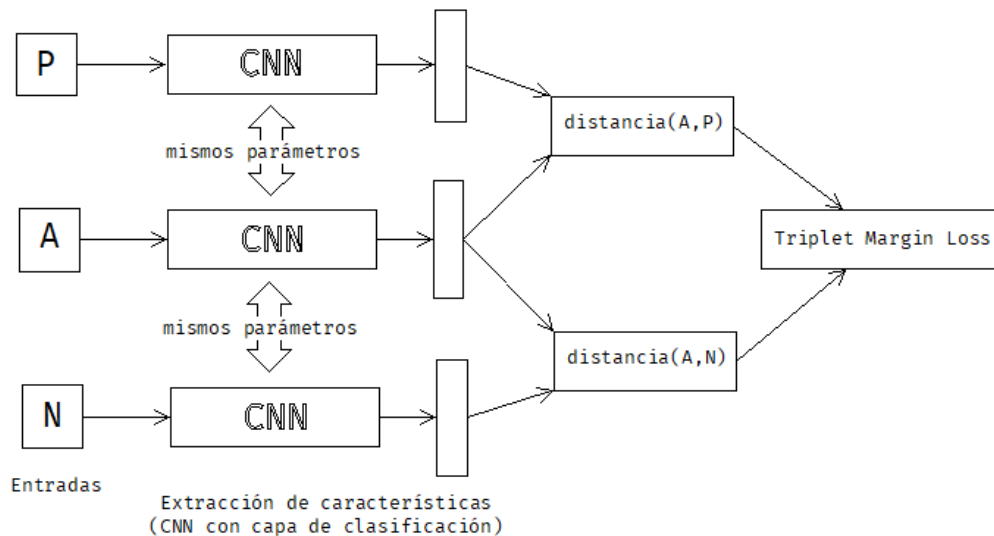 P
CNN
distancia(A,P)
mismos parámetros
A
CNN
Triplet Margin Loss
mismos parámetros
distancia(A,N)
N
CNN
Entradas
Extracción de característícas
(CNN con capa de clasificación)